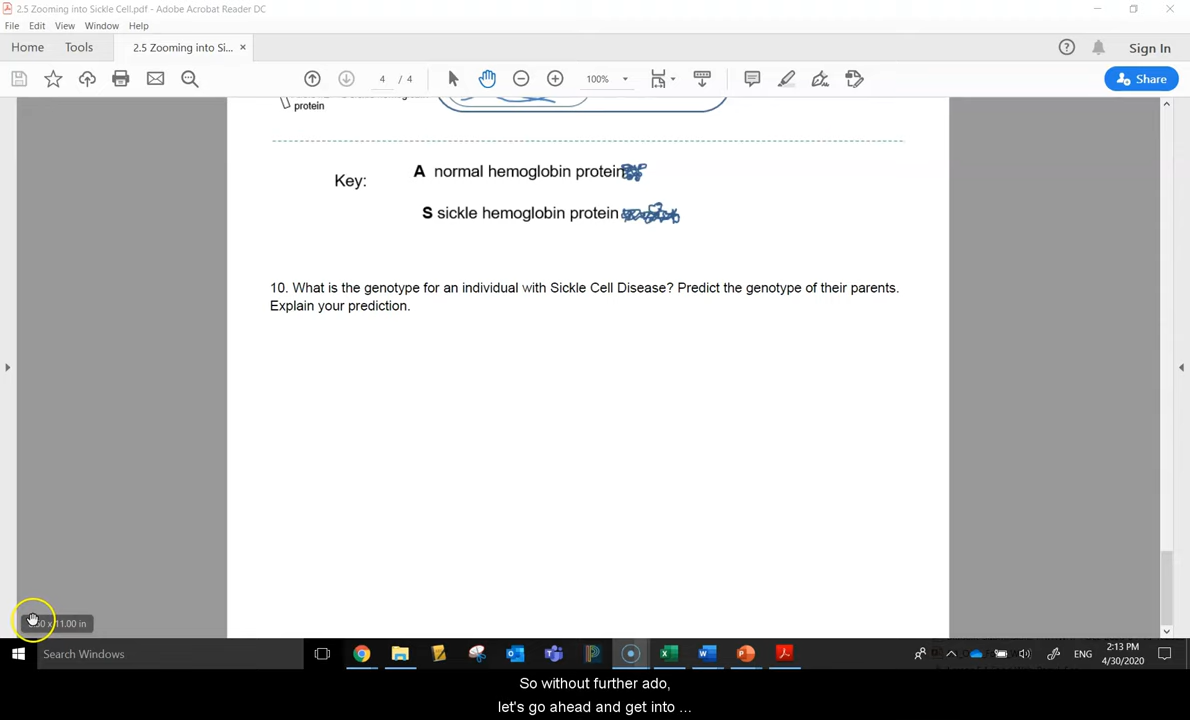 2.5 Zooming into Sickle Cell.pdf - Adobe Acrobat Reader DC
File Edit View Window Help
Home Tools 2.5 Zooming into Si... × Sign In
4 / 4 100% Share
protein
Key:
A normal hemoglobin protein
S sickle hemoglobin protein
10. What is the genotype for an individual with Sickle Cell Disease? Predict the genotype of their parents.
Explain your prediction.
11.00 in
Search Windows
ENG
2:13 PM
4/30/2020
So without further ado,
let's go ahead and get into ...